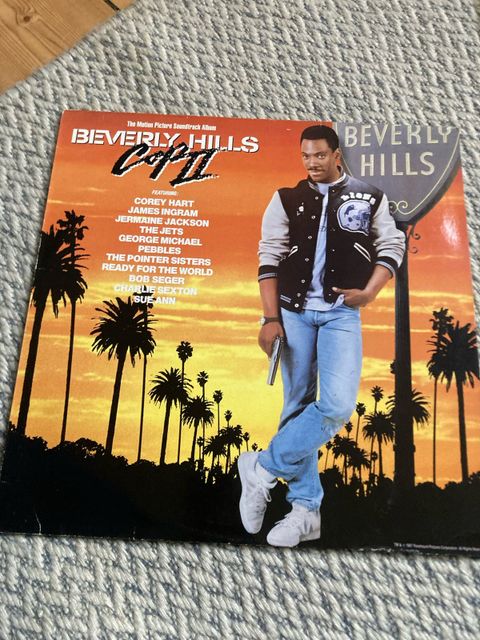 The Motion Picture Soundtrack Album
BEVERLY HILLS
COP II
FEATURING:
COREY HART
JAMES INGRAM
JERMAINE JACKSON
THE JETS
GEORGE MICHAEL
PEBBLES
THE POINTER SISTERS
READY FOR THE WORLD
BOB SEGER
CHARLIE SEXTON
SUE ANN
BEVERLY
HILLS